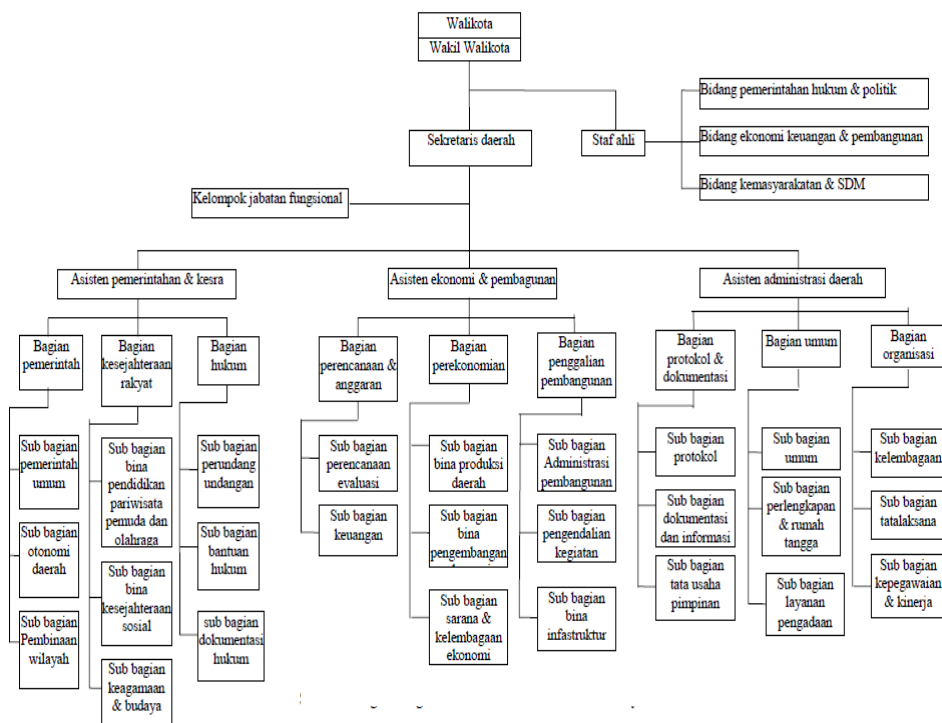 Walikota
Wakil Walikota
Bidang pemerintahan hukum & politik
Sekretaris daerah
Staf ahli
Bidang ekonomi keuangan & pembangunan
Bidang kemasyarakatan & SDM
Kelompok jabatan fungsional
Asisten pemerintahan & kesra
Asisten ekonomi & pembagunan
Asisten administrasi daerah
Bagian
pemerintah
Bagian
kesejahteraan
rakyat
Bagian
hukum
Bagian
perencanaan &
anggaran
Bagian
perekonomian
Bagian
penggalian
pembangunan
Bagian
protokol &
dokumentasi
Bagian umum
Bagian
organisasi
Sub bagian
pemerintah
umum
Sub bagian
bina
pendidikan
pariwisata
pemuda dan
olahraga
Sub bagian
perundang
undangan
Sub bagian
perencanaan
evaluasi
Sub bagian
bina produksi
daerah
Sub bagian
Administrasi
pembangunan
Sub bagian
protokol
Sub bagian
umum
Sub bagian
kelembagaan
Sub bagian
otonomi
daerah
Sub bagian
bina
kesejahteraan
sosial
Sub bagian
bantuan
hukum
Sub bagian
keuangan
Sub bagian
bina
pengembangan
Sub bagian
pengendalian
kegiatan
Sub bagian
dokumentasi
dan informasi
Sub bagian
perlengkapan
& rumah
tangga
Sub bagian
tatalaksana
Sub bagian
Pembinaan
wilayah
Sub bagian
keagamaan
& budaya
sub bagian
dokumentasi
hukum
Sub bagian
sarana &
kelembagaan
ekonomi
Sub bagian
bina
infastruktur
Sub bagian
tata usaha
pimpinan
Sub bagian
layanan
pengadaan
Sub bagian
kepegawaian
& kinerja